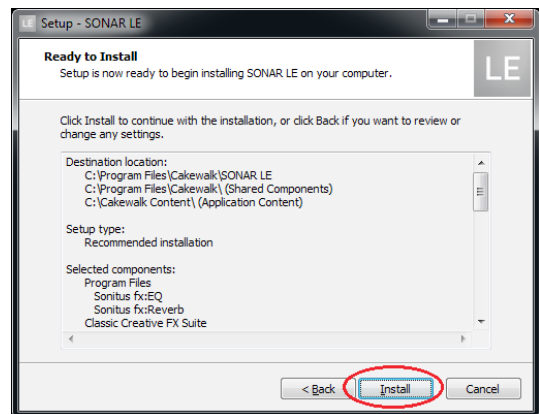 LE Setup - SONAR LE
Ready to Install
Setup is now ready to begin installing SONAR LE on your computer.
LE
Click Install to continue with the installation, or click Back if you want to review or
change any settings.
Destination location:
C:\Program Files\Cakewalk\SONAR LE
C:\Program Files\Cakewalk\ (Shared Components)
C:\Cakewalk Content\ (Application Content)
Setup type:
Recommended installation
Selected components:
Program Files
Sonitus fx:EQ
Sonitus fx:Reverb
Classic Creative FX Suite
< Back Install Cancel